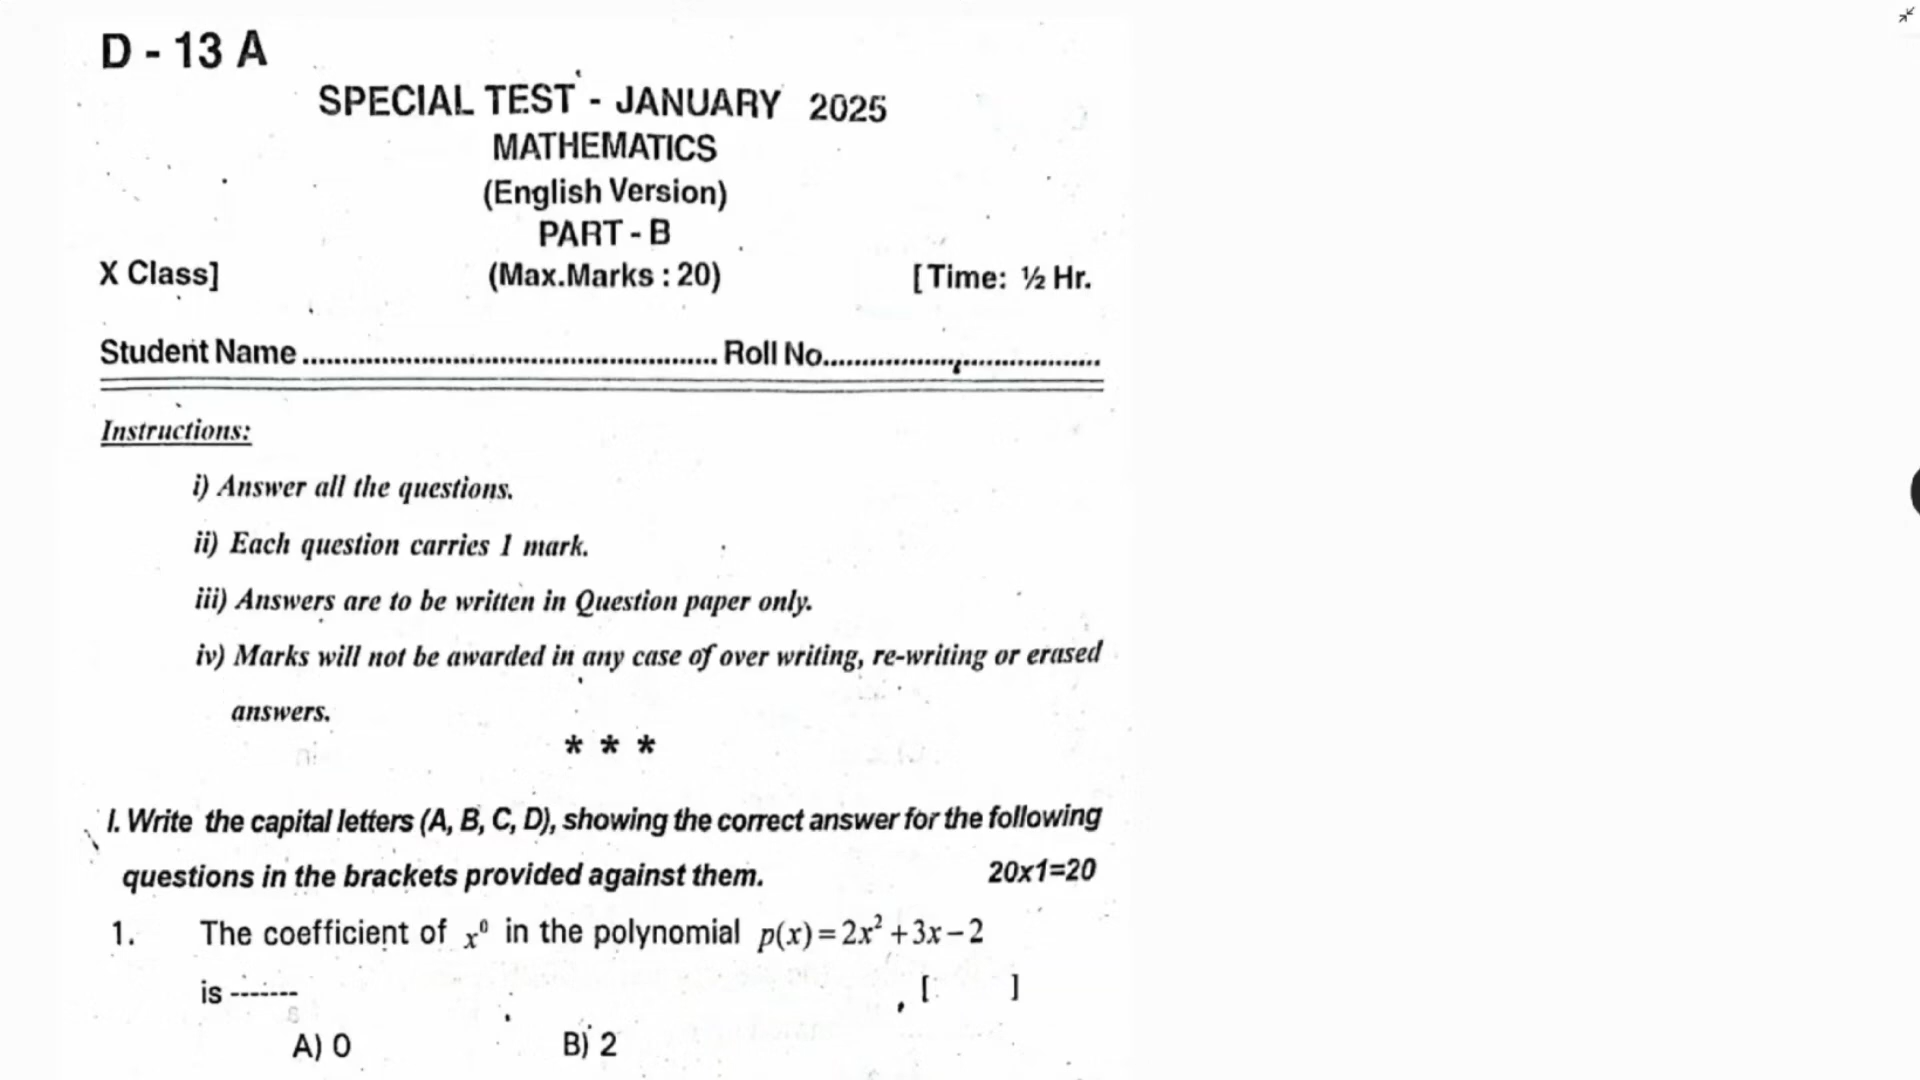 D - 13 A
SPECIAL TEST - JANUARY 2025
MATHEMATICS
(English Version)
PART - B
X Class] (Max.Marks : 20) [Time: ½ Hr.
Student Name .................................................... Roll No...................................
Instructions:
i) Answer all the questions.
ii) Each question carries 1 mark.
iii) Answers are to be written in Question paper only.
iv) Marks will not be awarded in any case of over writing, re-writing or erased
answers.
* * *
I. Write the capital letters (A, B, C, D), showing the correct answer for the following
questions in the brackets provided against them. 20x1=20
1. The coefficient of x⁰ in the polynomial p(x)=2x²+3x−2
is ------- [ ]
A) 0 B) 2